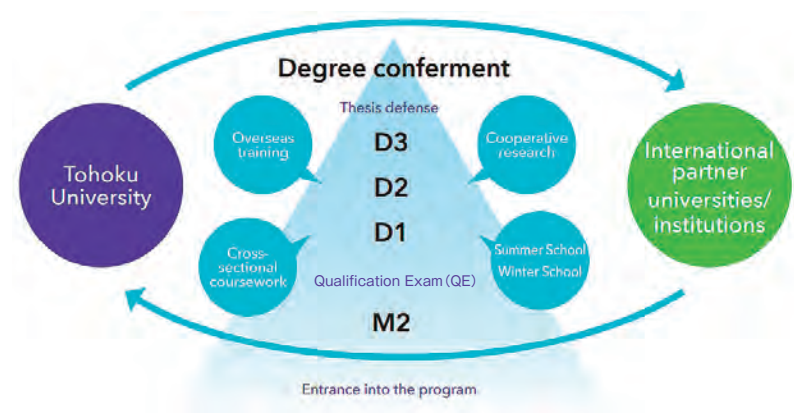 Degree conferment
Thesis defense
Overseas
training
D3
Cooperative
research
Tohoku
University
D2
International
partner
universities/
institutions
D1
Cross-
sectional
coursework
Summer School
Winter School
Qualification Exam (QE)
M2
Entrance into the program